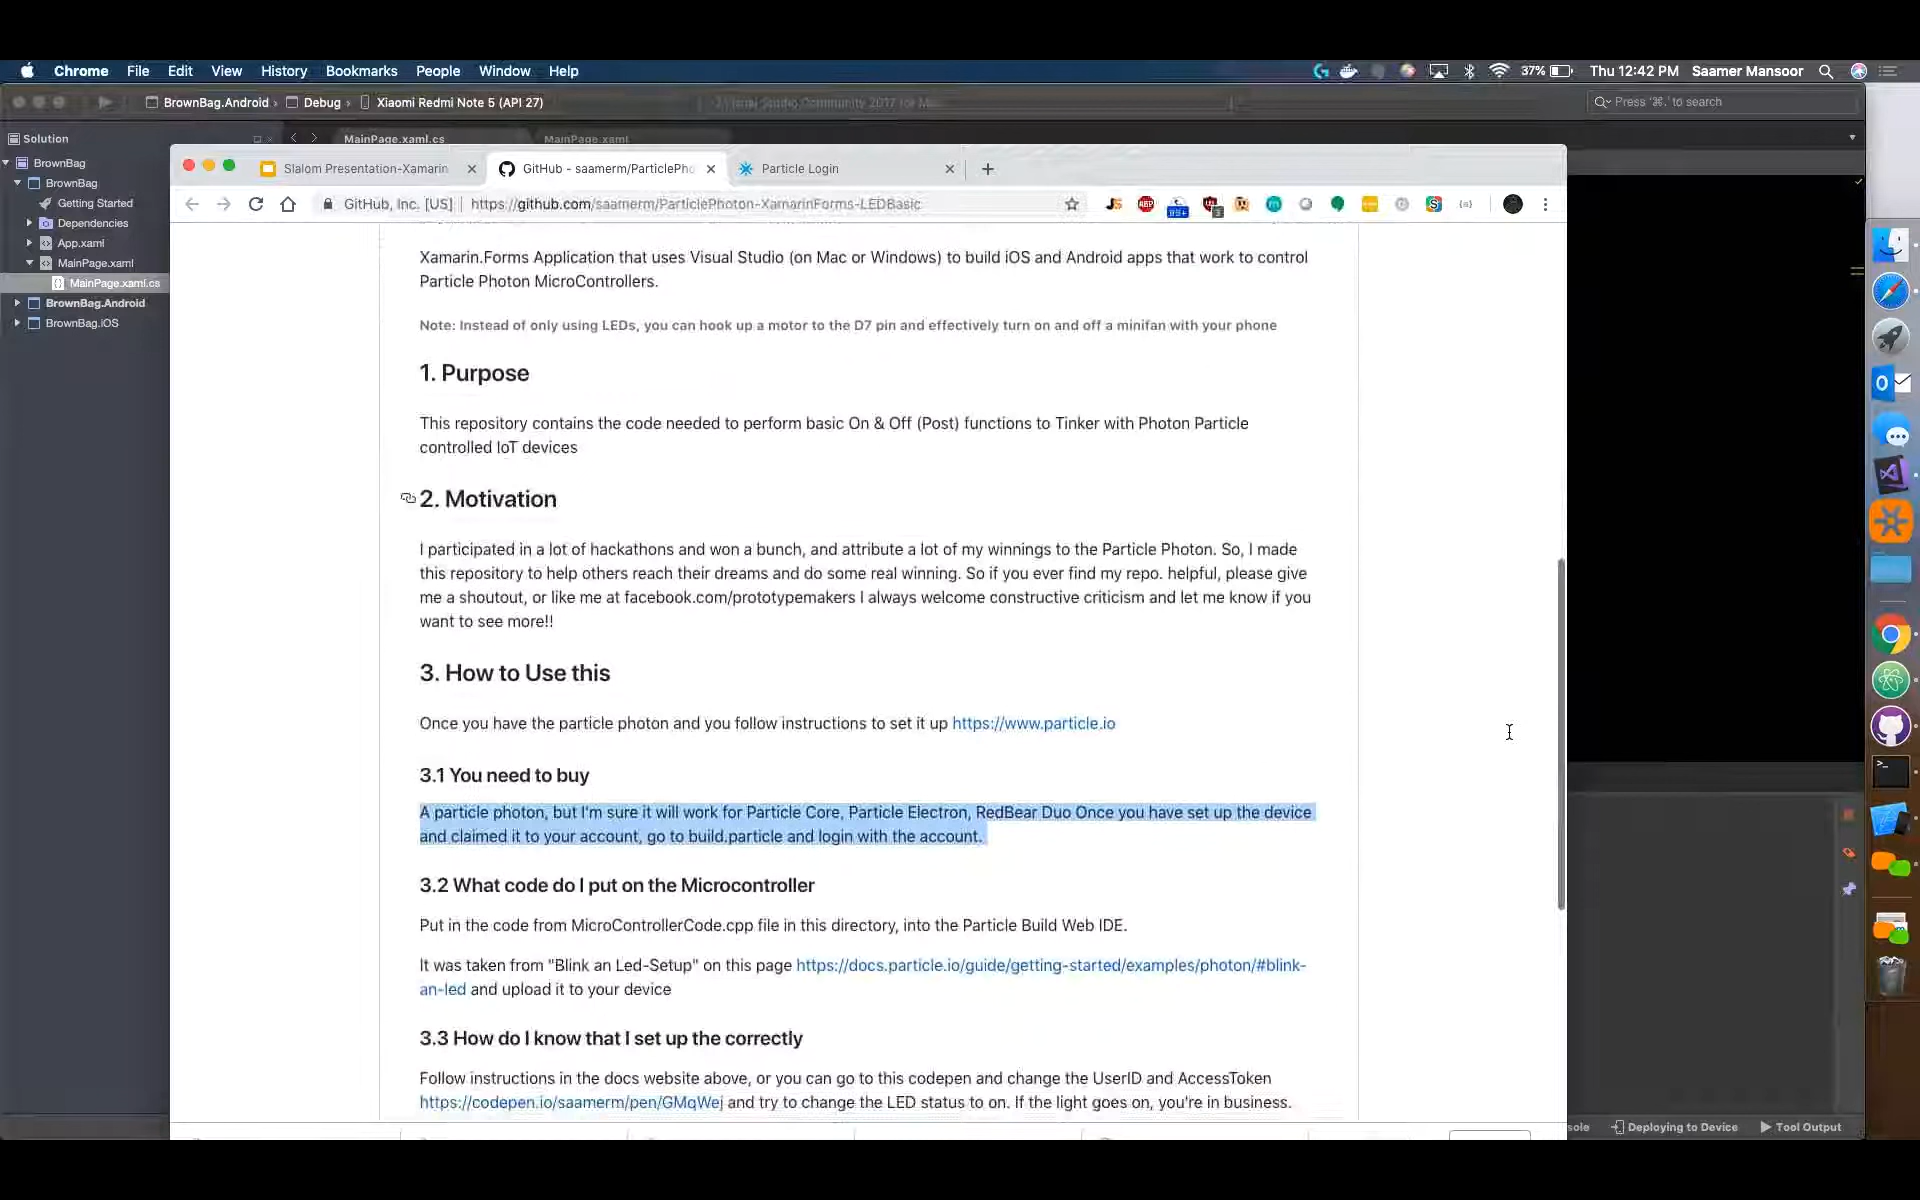 Chrome File Edit View History Bookmarks People Window Help 37% Thu 12:42 PM Saamer Mansoor
BrownBag.Android › Debug › Xiaomi Redmi Note 5 (API 27) Press '⌘.' to search
Solution MainPage.xaml.cs MainPage.xaml
BrownBag
BrownBag
Getting Started
Dependencies
App.xaml
MainPage.xaml
MainPage.xaml.cs
BrownBag.Android
BrownBag.iOS
Slalom Presentation-Xamarin GitHub - saamerm/ParticlePho Particle Login
GitHub, Inc. [US] https://github.com/saamerm/ParticlePhoton-XamarinForms-LEDBasic
Xamarin.Forms Application that uses Visual Studio (on Mac or Windows) to build iOS and Android apps that work to control
Particle Photon MicroControllers.
Note: Instead of only using LEDs, you can hook up a motor to the D7 pin and effectively turn on and off a minifan with your phone
1. Purpose
This repository contains the code needed to perform basic On & Off (Post) functions to Tinker with Photon Particle
controlled IoT devices
2. Motivation
I participated in a lot of hackathons and won a bunch, and attribute a lot of my winnings to the Particle Photon. So, I made
this repository to help others reach their dreams and do some real winning. So if you ever find my repo. helpful, please give
me a shoutout, or like me at facebook.com/prototypemakers I always welcome constructive criticism and let me know if you
want to see more!!
3. How to Use this
Once you have the particle photon and you follow instructions to set it up https://www.particle.io
3.1 You need to buy
A particle photon, but I'm sure it will work for Particle Core, Particle Electron, RedBear Duo Once you have set up the device
and claimed it to your account, go to build.particle and login with the account.
3.2 What code do I put on the Microcontroller
Put in the code from MicroControllerCode.cpp file in this directory, into the Particle Build Web IDE.
It was taken from "Blink an Led-Setup" on this page https://docs.particle.io/guide/getting-started/examples/photon/#blink-
an-led and upload it to your device
3.3 How do I know that I set up the correctly
Follow instructions in the docs website above, or you can go to this codepen and change the UserID and AccessToken
https://codepen.io/saamerm/pen/GMqWej and try to change the LED status to on. If the light goes on, you're in business.
sole Deploying to Device Tool Output